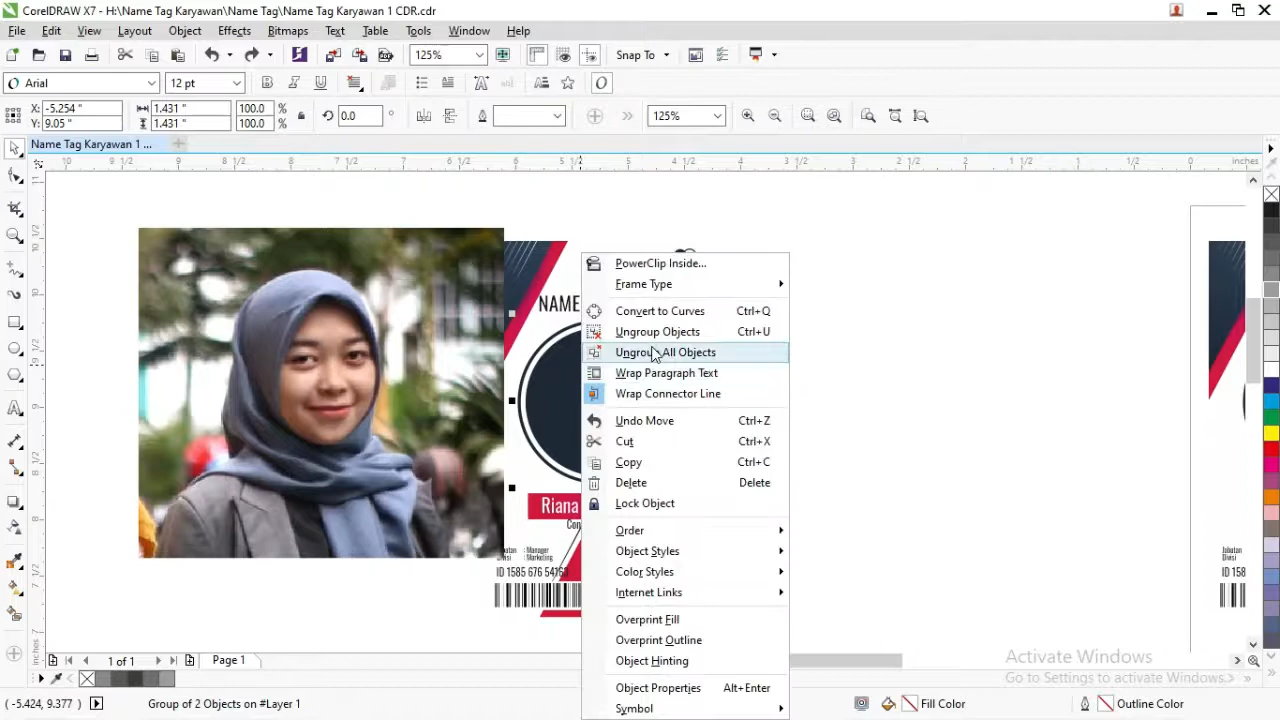 CorelDRAW X7 - H:\Name Tag Karyawan\Name Tag\Name Tag Karyawan 1 CDR.cdr
File Edit View Layout Object Effects Bitmaps Text Table Tools Window Help
125% Snap To
Arial 12 pt
X: -5.254 " 1.431 " 100.0 % 0.0 ° 125%
Y: 9.05 " 1.431 " 100.0 %
Name Tag Karyawan 1 ...
inches
PowerClip Inside...
Frame Type
NAME
Convert to Curves Ctrl+Q
Ungroup Objects Ctrl+U
Ungroup All Objects
Wrap Paragraph Text
Wrap Connector Line
Undo Move Ctrl+Z
Cut Ctrl+X
Copy Ctrl+C
Delete Delete
Lock Object
Riana
Order
Object Styles
Color Styles
Internet Links
Jabatan : Manager
Divisi : Marketing
ID 1585 676 54163
Jabatan
Divisi
ID 158
Overprint Fill
Overprint Outline
Object Hinting
Object Properties Alt+Enter
Symbol
inches
1 of 1 Page 1
Activate Windows
Go to Settings to activate Windows.
( -5.424, 9.377 ) Group of 2 Objects on #Layer 1 Fill Color Outline Color